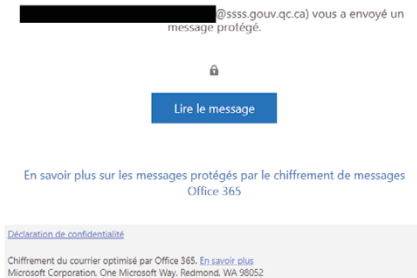 @ssss.gouv.qc.ca) vous a envoyé un
message protégé.
Lire le message
En savoir plus sur les messages protégés par le chiffrement de messages
Office 365
Déclaration de confidentialité
Chiffrement du courrier optimisé par Office 365. En savoir plus
Microsoft Corporation, One Microsoft Way, Redmond, WA 98052